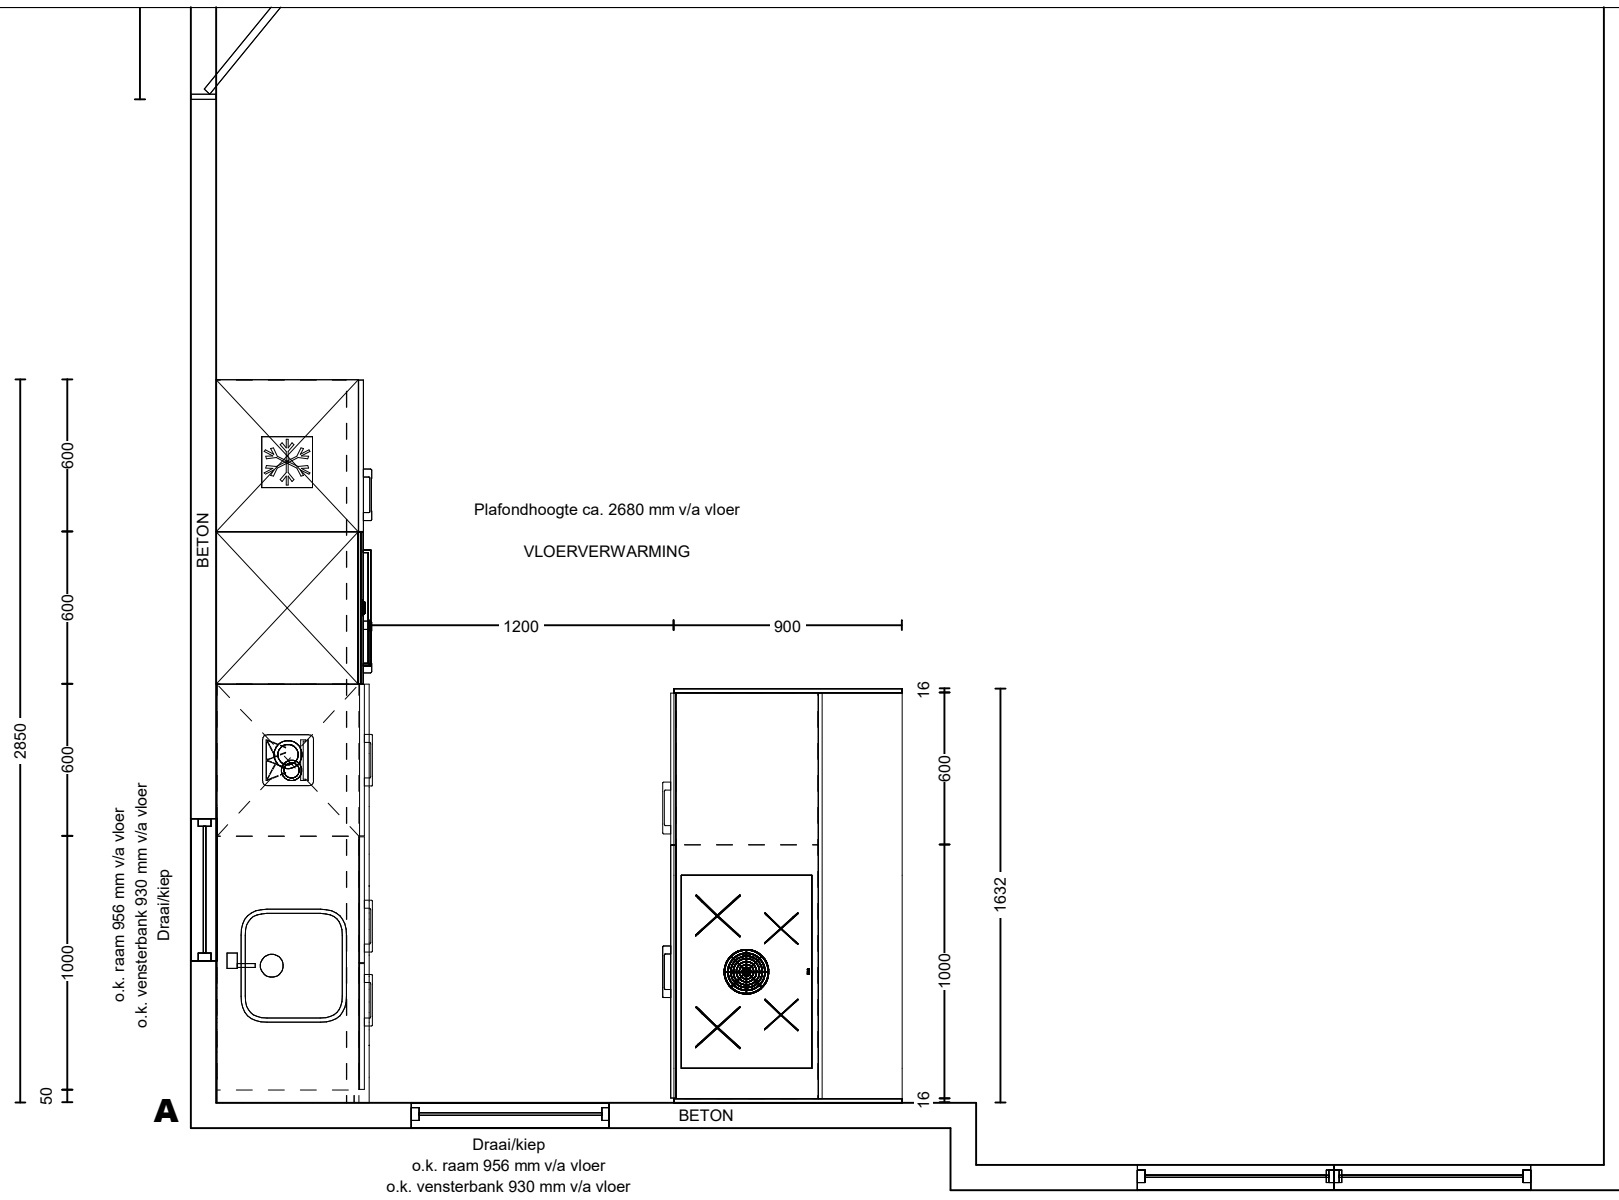 600
Plafondhoogte ca. 2680 mm v/a vloer
BETON
VLOERVERWARMING
600
1200
900
16
2850
600
600
1632
o.k. raam 956 mm v/a vloer
o.k. vensterbank 930 mm v/a vloer
Draai/kiep
1000
1000
50
16
A
BETON
Draai/kiep
o.k. raam 956 mm v/a vloer
o.k. vensterbank 930 mm v/a vloer